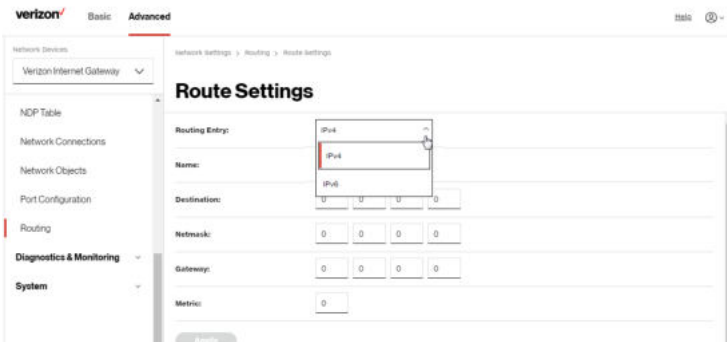 verizon✓ Basic Advanced Help
Network Devices
Verizon Internet Gateway
Network Settings > Routing > Route Settings
Route Settings
NDP Table
Network Connections
Network Objects
Port Configuration
Routing
Diagnostics & Monitoring
System
Routing Entry: IPv4
IPv4
IPv6
Name:
Destination: 0 0 0 0
Netmask: 0 0 0 0
Gateway: 0 0 0 0
Metric: 0
Apply